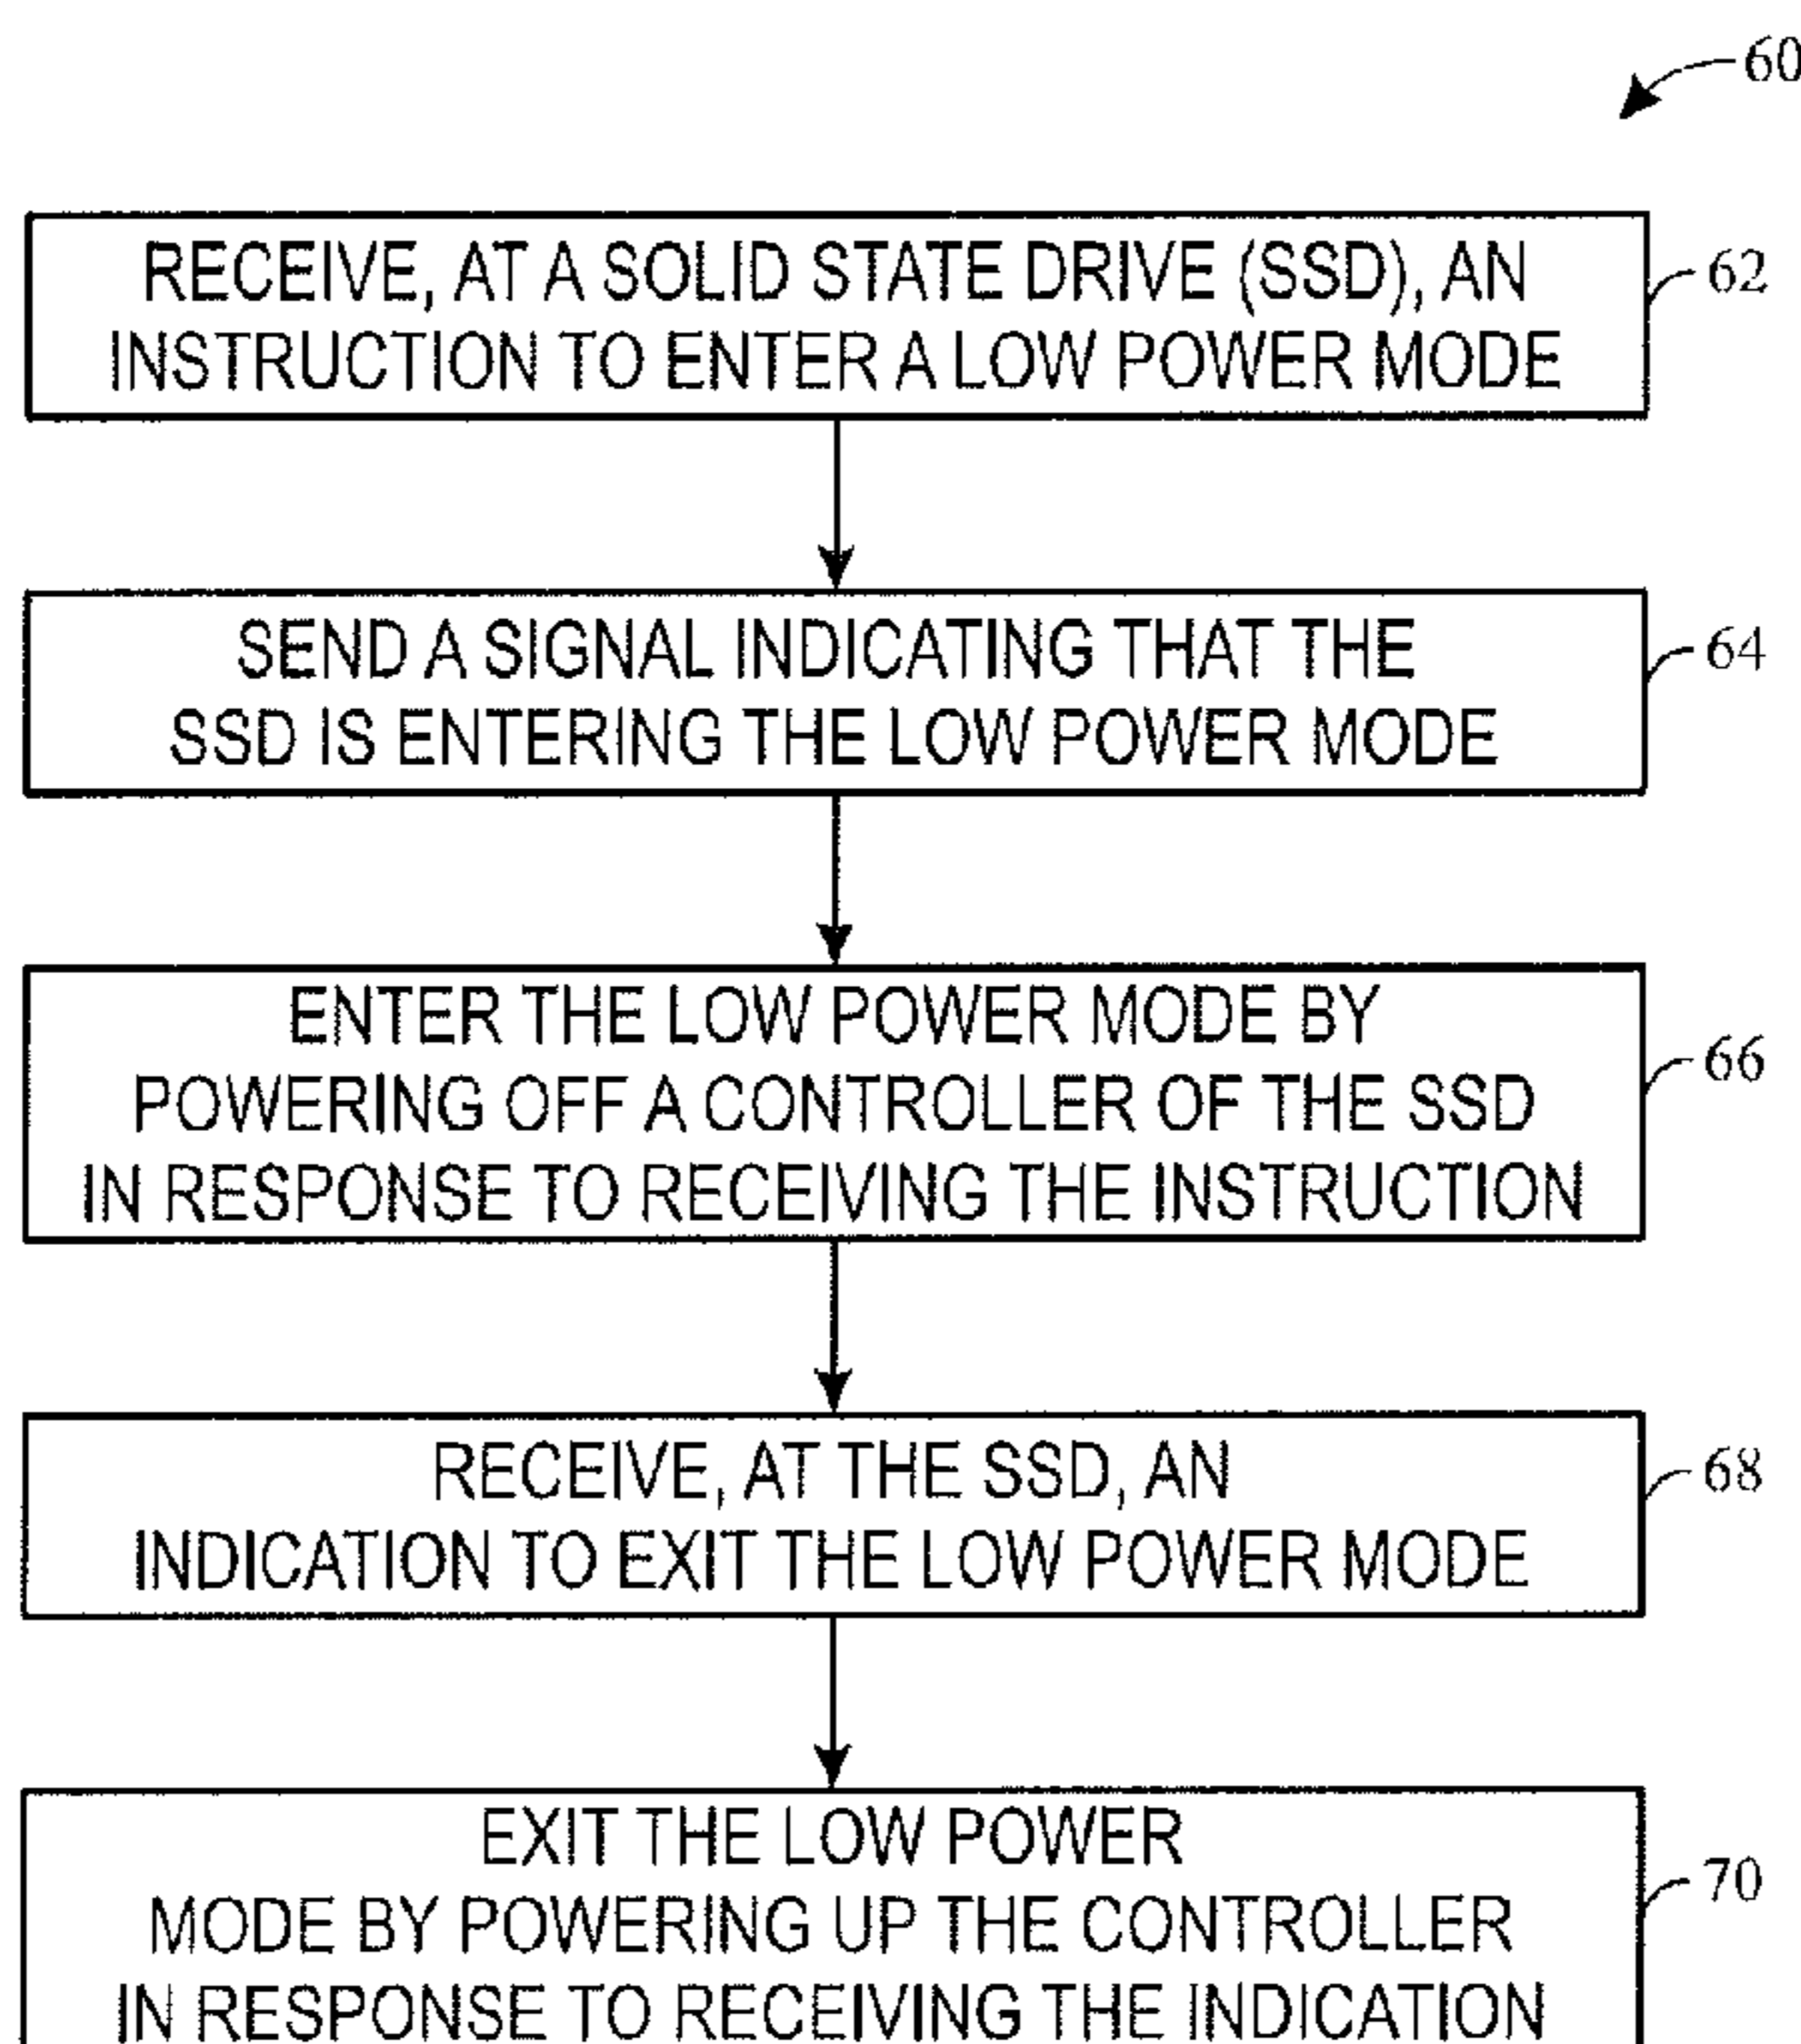 60
RECEIVE, AT A SOLID STATE DRIVE (SSD), AN
INSTRUCTION TO ENTER A LOW POWER MODE
62
SEND A SIGNAL INDICATING THAT THE
SSD IS ENTERING THE LOW POWER MODE
64
ENTER THE LOW POWER MODE BY
POWERING OFF A CONTROLLER OF THE SSD
IN RESPONSE TO RECEIVING THE INSTRUCTION
66
RECEIVE, AT THE SSD, AN
INDICATION TO EXIT THE LOW POWER MODE
68
EXIT THE LOW POWER
MODE BY POWERING UP THE CONTROLLER
IN RESPONSE TO RECEIVING THE INDICATION
70